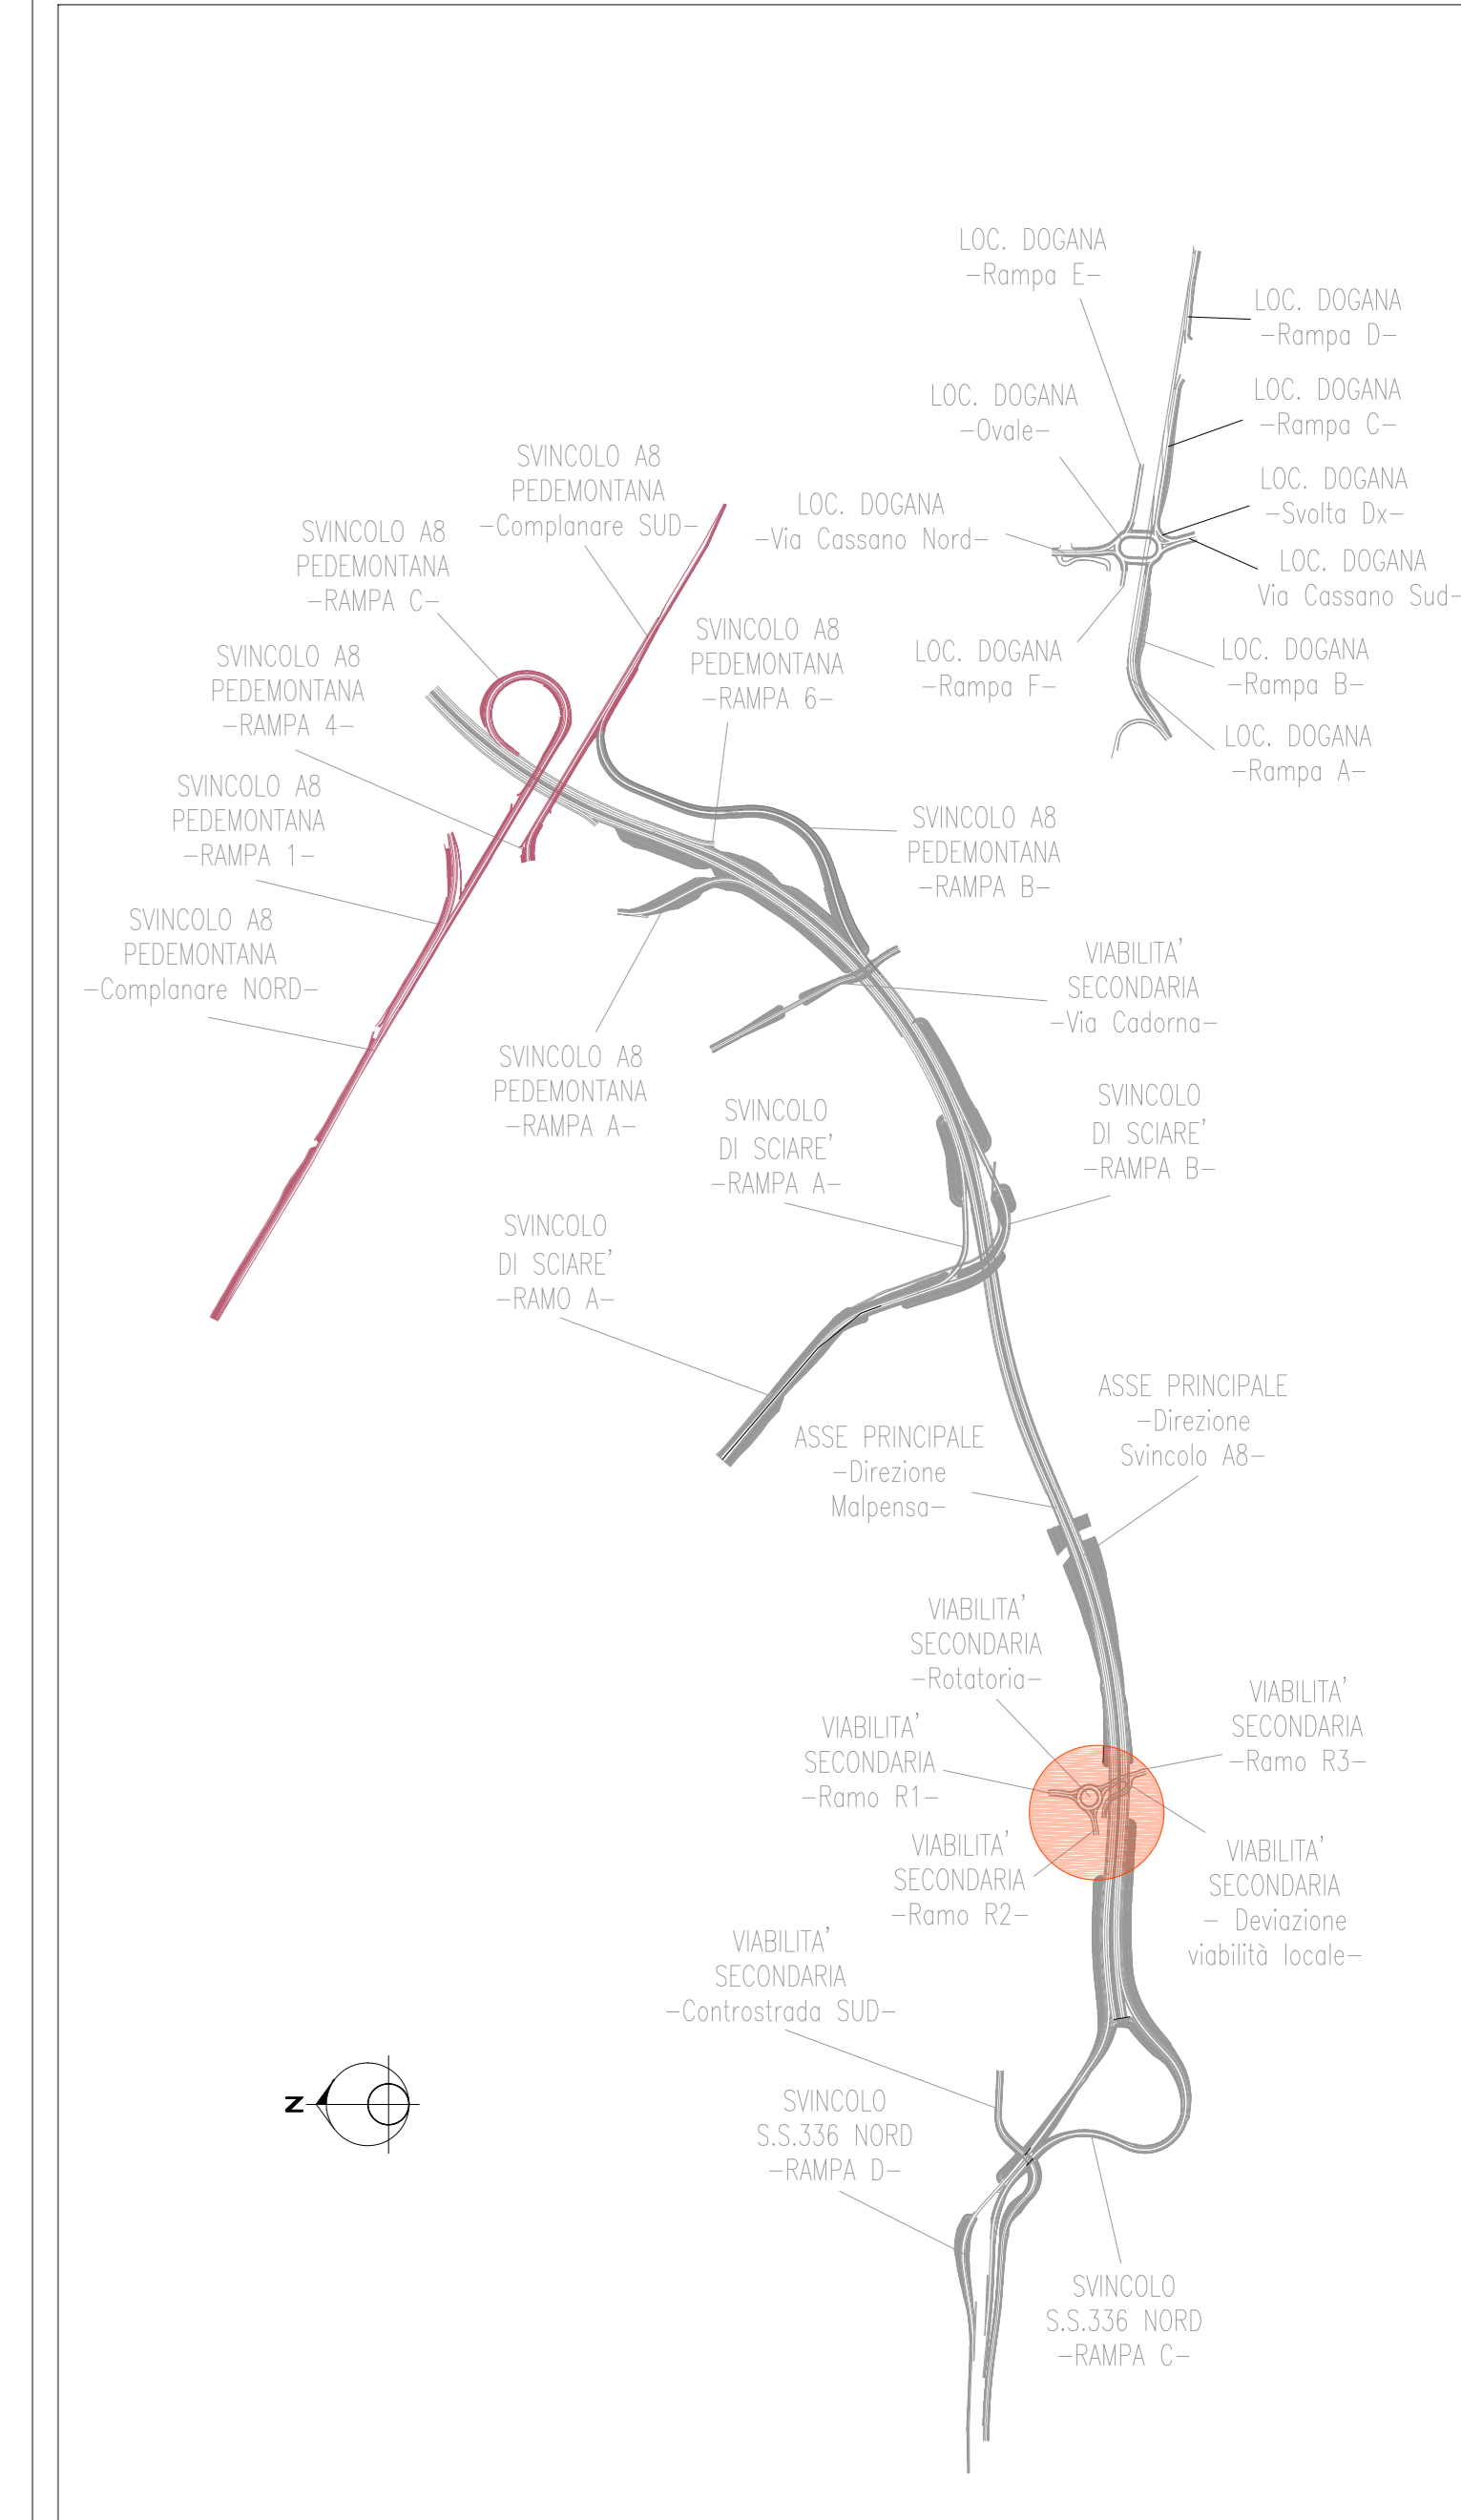 LOC. DOGANA
-Rampa E-
LOC. DOGANA
-Rampa D-
LOC. DOGANA
-Ovale-
LOC. DOGANA
-Rampa C-
SVINCOLO A8
PEDEMONTANA
-Complanare SUD-
LOC. DOGANA
-Svolta Dx-
LOC. DOGANA
-Via Cassano Nord-
SVINCOLO A8
PEDEMONTANA
-RAMPA C-
LOC. DOGANA
Via Cassano Sud-
SVINCOLO A8
PEDEMONTANA
-RAMPA 6-
LOC. DOGANA
-Rampa F-
LOC. DOGANA
-Rampa B-
SVINCOLO A8
PEDEMONTANA
-RAMPA 4-
LOC. DOGANA
-Rampa A-
SVINCOLO A8
PEDEMONTANA
-RAMPA 1-
SVINCOLO A8
PEDEMONTANA
-RAMPA B-
SVINCOLO A8
PEDEMONTANA
-Complanare NORD-
VIABILITA'
SECONDARIA
-Via Cadorna-
SVINCOLO A8
PEDEMONTANA
-RAMPA A-
SVINCOLO
DI SCIARE'
-RAMPA A-
SVINCOLO
DI SCIARE'
-RAMPA B-
SVINCOLO
DI SCIARE'
-RAMO A-
ASSE PRINCIPALE
-Direzione
Svincolo A8-
ASSE PRINCIPALE
-Direzione
Malpensa-
VIABILITA'
SECONDARIA
-Rotatoria-
VIABILITA'
SECONDARIA
-Ramo R3-
VIABILITA'
SECONDARIA
-Ramo R1-
VIABILITA'
SECONDARIA
-Ramo R2-
VIABILITA'
SECONDARIA
- Deviazione
viabilità locale-
VIABILITA'
SECONDARIA
-Controstrada SUD-
N
SVINCOLO
S.S.336 NORD
-RAMPA D-
SVINCOLO
S.S.336 NORD
-RAMPA C-